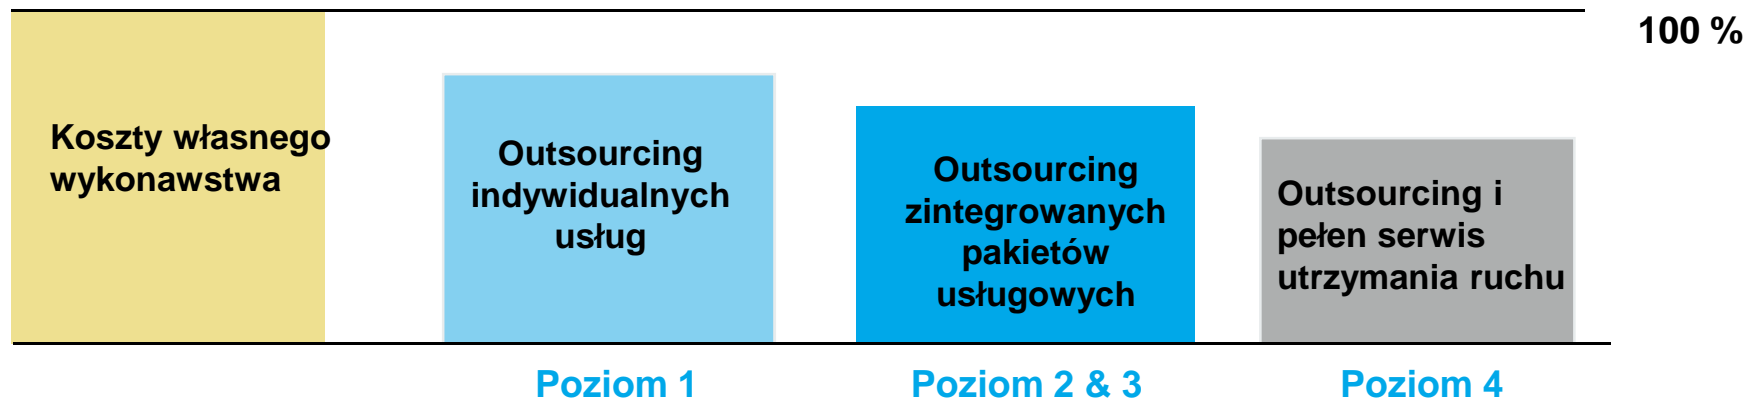 100 %
Koszty własnego
wykonawstwa
Outsourcing
indywidualnych
usług
Outsourcing
zintegrowanych
pakietów
usługowych
Outsourcing i
pełen serwis
utrzymania ruchu
Poziom 1
Poziom 2 & 3
Poziom 4